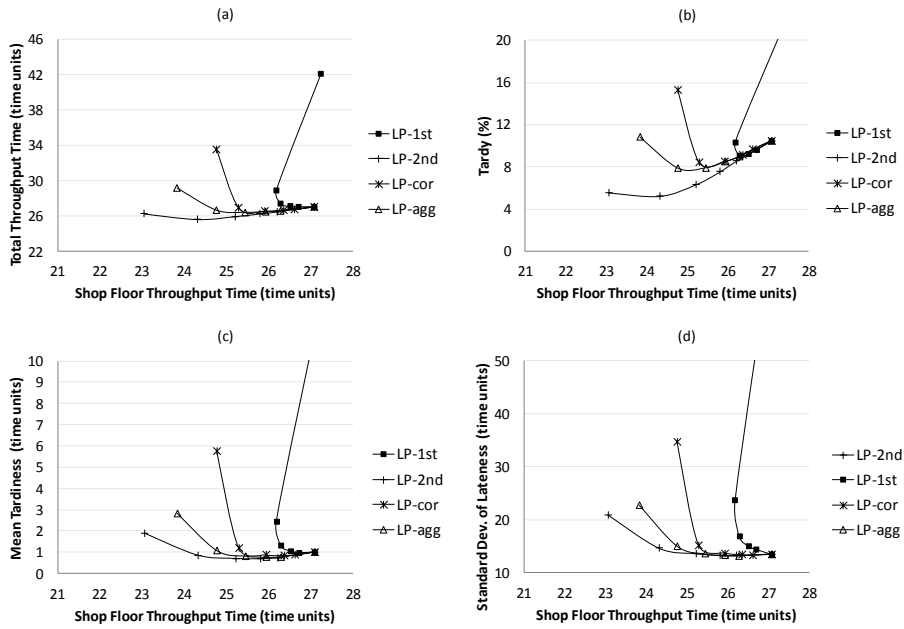 (a)
Total Throughput Time (time units)
46
42
38
34
30
26
22
21 22 23 24 25 26 27 28
Shop Floor Throughput Time (time units)
LP-1st
LP-2nd
LP-cor
LP-agg
(b)
Tardy (%)
20
16
12
8
4
0
21 22 23 24 25 26 27 28
Shop Floor Throughput Time (time units)
LP-1st
LP-2nd
LP-cor
LP-agg
(c)
Mean Tardiness (time units)
10
9
8
7
6
5
4
3
2
1
0
21 22 23 24 25 26 27 28
Shop Floor Throughput Time (time units)
LP-1st
LP-2nd
LP-cor
LP-agg
(d)
Standard Dev. of Lateness (time units)
50
40
30
20
10
21 22 23 24 25 26 27 28
Shop Floor Throughput Time (time units)
LP-2nd
LP-1st
LP-cor
LP-agg